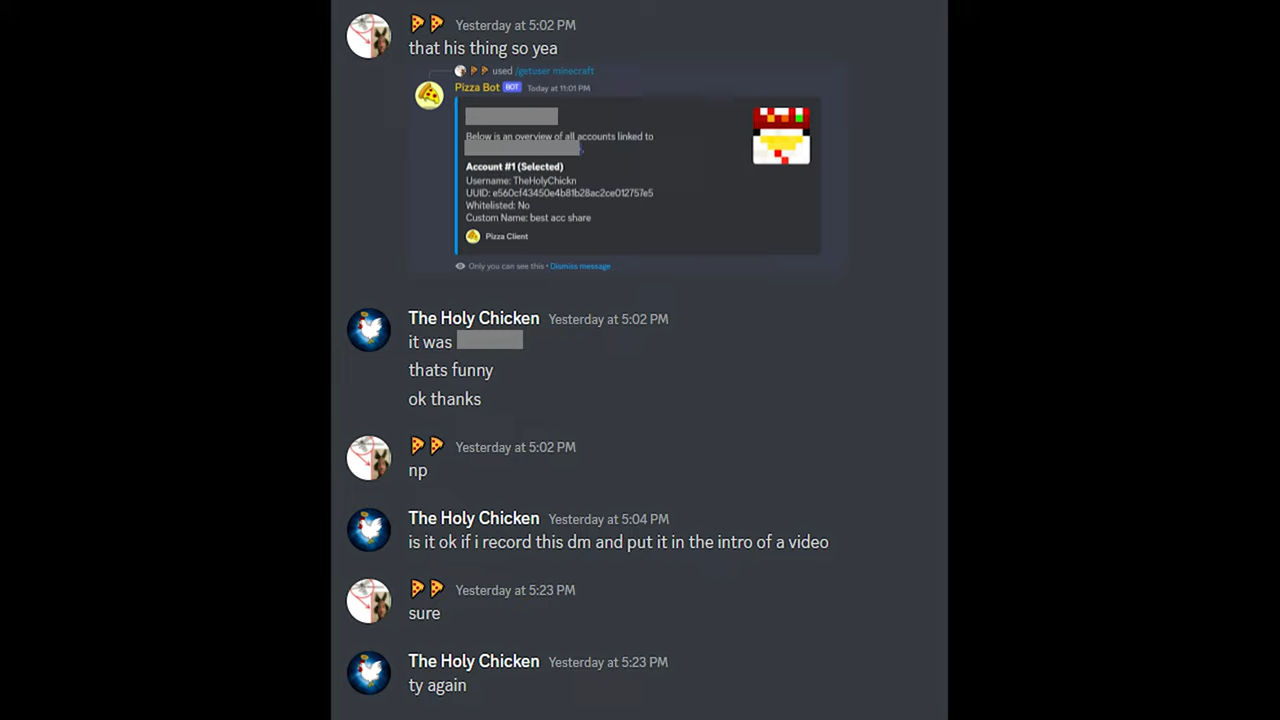 🍕🍕 Yesterday at 5:02 PM
that his thing so yea
🍕🍕 used /getuser minecraft
Pizza Bot BOT Today at 11:01 PM
Below is an overview of all accounts linked to
Account #1 (Selected)
Username: TheHolyChickn
UUID: e560cf43450e4b81b28ac2ce012757e5
Whitelisted: No
Custom Name: best acc share
Pizza Client
Only you can see this • Dismiss message
The Holy Chicken Yesterday at 5:02 PM
it was
thats funny
ok thanks
🍕🍕 Yesterday at 5:02 PM
np
The Holy Chicken Yesterday at 5:04 PM
is it ok if i record this dm and put it in the intro of a video
🍕🍕 Yesterday at 5:23 PM
sure
The Holy Chicken Yesterday at 5:23 PM
ty again